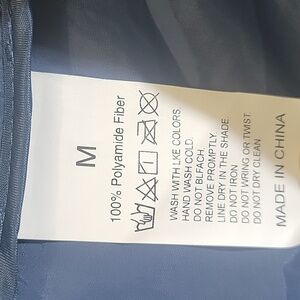 M
100% Polyamide Fiber
WASH WITH LKE COLORS.
HAND WASH COLD.
DO NOT BLFACH.
REMOVE PROMPTLY.
LINE DRY IN THE SHADE.
DO NOT IRON
DO NOT WRING OR TWIST.
DO NOT DRY CLEAN
MADE IN CHINA